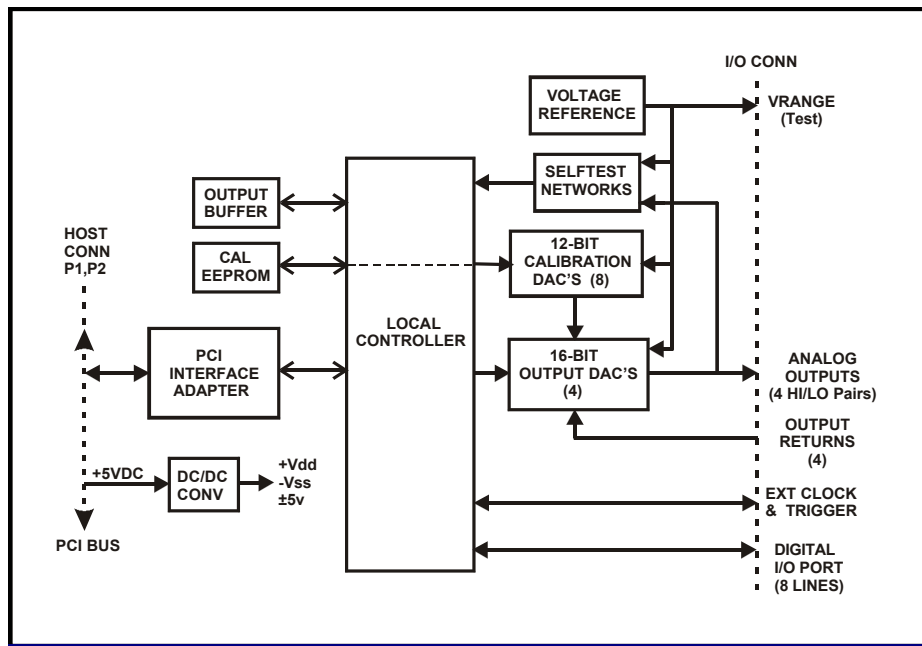 I/O CONN
VOLTAGE
REFERENCE
VRANGE
(Test)
SELFTEST
NETWORKS
OUTPUT
BUFFER
HOST
CONN
P1,P2
CAL
EEPROM
12-BIT
CALIBRATION
DAC'S (8)
LOCAL
CONTROLLER
PCI
INTERFACE
ADAPTER
16-BIT
OUTPUT DAC'S
(4)
ANALOG
OUTPUTS
(4 HI/LO Pairs)
OUTPUT
RETURNS
(4)
+5VDC
DC/DC
CONV
+Vdd
-Vss
±5v
EXT CLOCK
& TRIGGER
PCI BUS
DIGITAL
I/O PORT
(8 LINES)